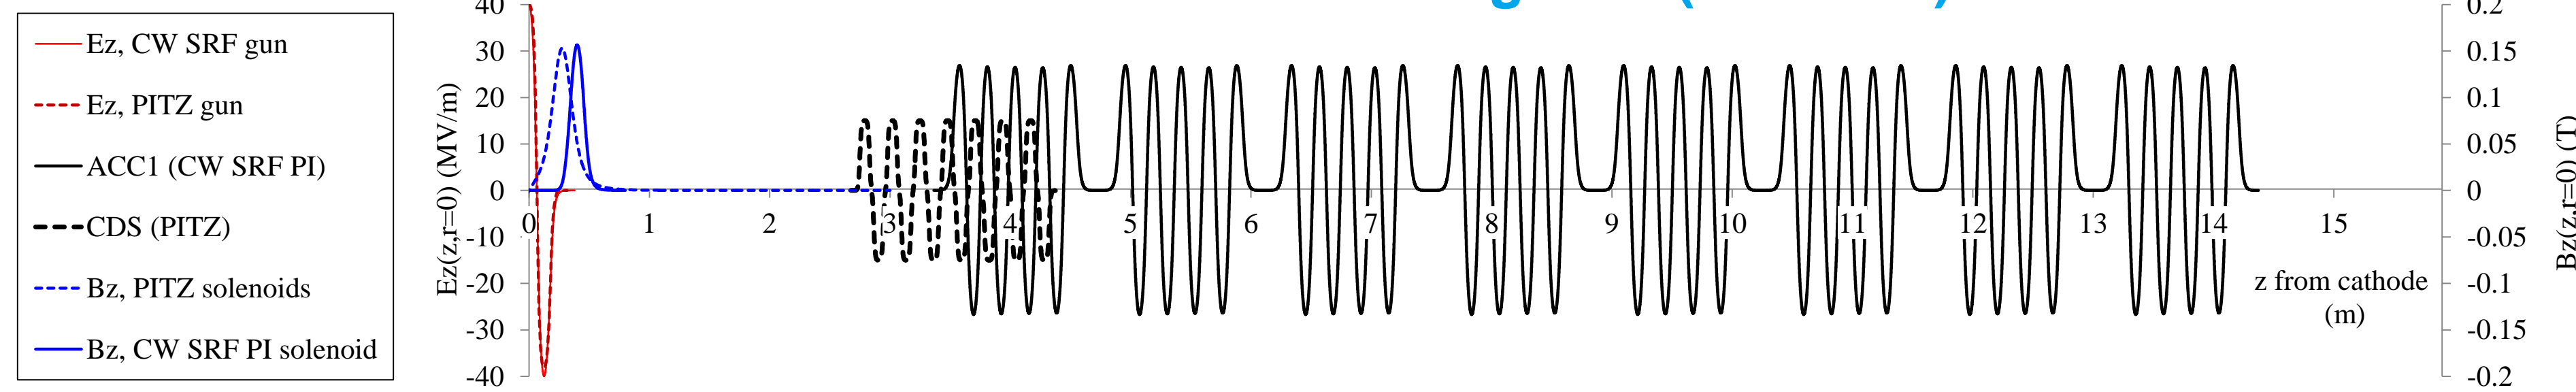 Ez, CW SRF gun
Ez, PITZ gun
ACC1 (CW SRF PI)
CDS (PITZ)
Bz, PITZ solenoids
Bz, CW SRF PI solenoid
Ez(z,r=0) (MV/m)
40
30
20
10
0
-10
-20
-30
-40
0 1 2 3 4 5 6 7 8 9 10 11 12 13 14 15
z from cathode
(m)
0.2
0.15
0.1
0.05
0
-0.05
-0.1
-0.15
-0.2
Bz(z,r=0) (T)